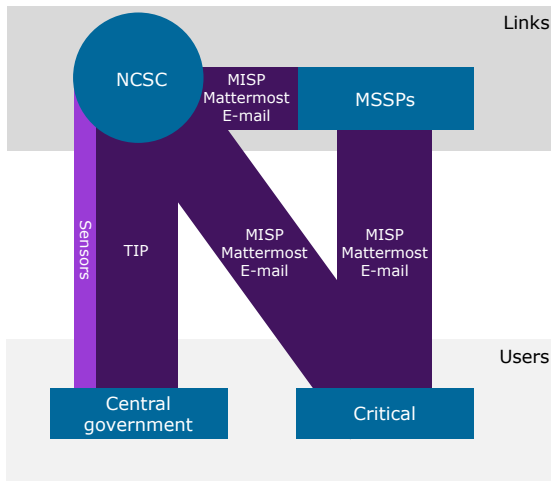 Links
NCSC
MISP
Mattermost
E-mail
MSSPs
Sensors
TIP
MISP
Mattermost
E-mail
MISP
Mattermost
E-mail
Users
Central
government
Critical